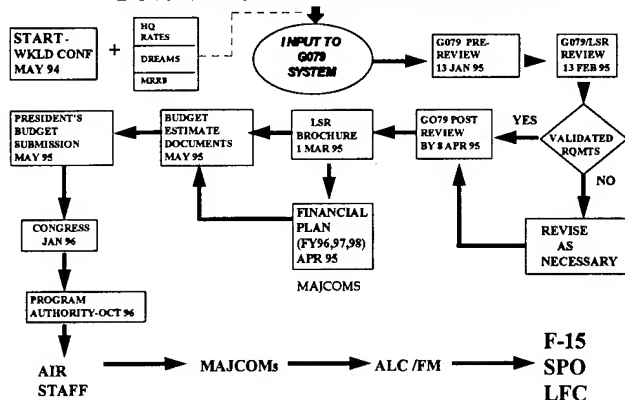 START-
WKLD CONF
MAY 94
+
HQ
RATES
DREAMS
MRRB
INPUT TO
G079
SYSTEM
G079 PRE-
REVIEW
13 JAN 95
G079/LSR
REVIEW
13 FEB 95
PRESIDENT'S
BUDGET
SUBMISSION
MAY 95
BUDGET
ESTIMATE
DOCUMENTS
MAY 95
LSR
BROCHURE
1 MAR 95
GO79 POST
REVIEW
BY 8 APR 95
YES
VALIDATED
RQMTS
NO
CONGRESS
JAN 96
FINANCIAL
PLAN
(FY96,97,98)
APR 95
MAJCOMS
REVISE
AS
NECESSARY
PROGRAM
AUTHORITY-OCT 96
AIR
STAFF
MAJCOMs
ALC /FM
F-15
SPO
LFC